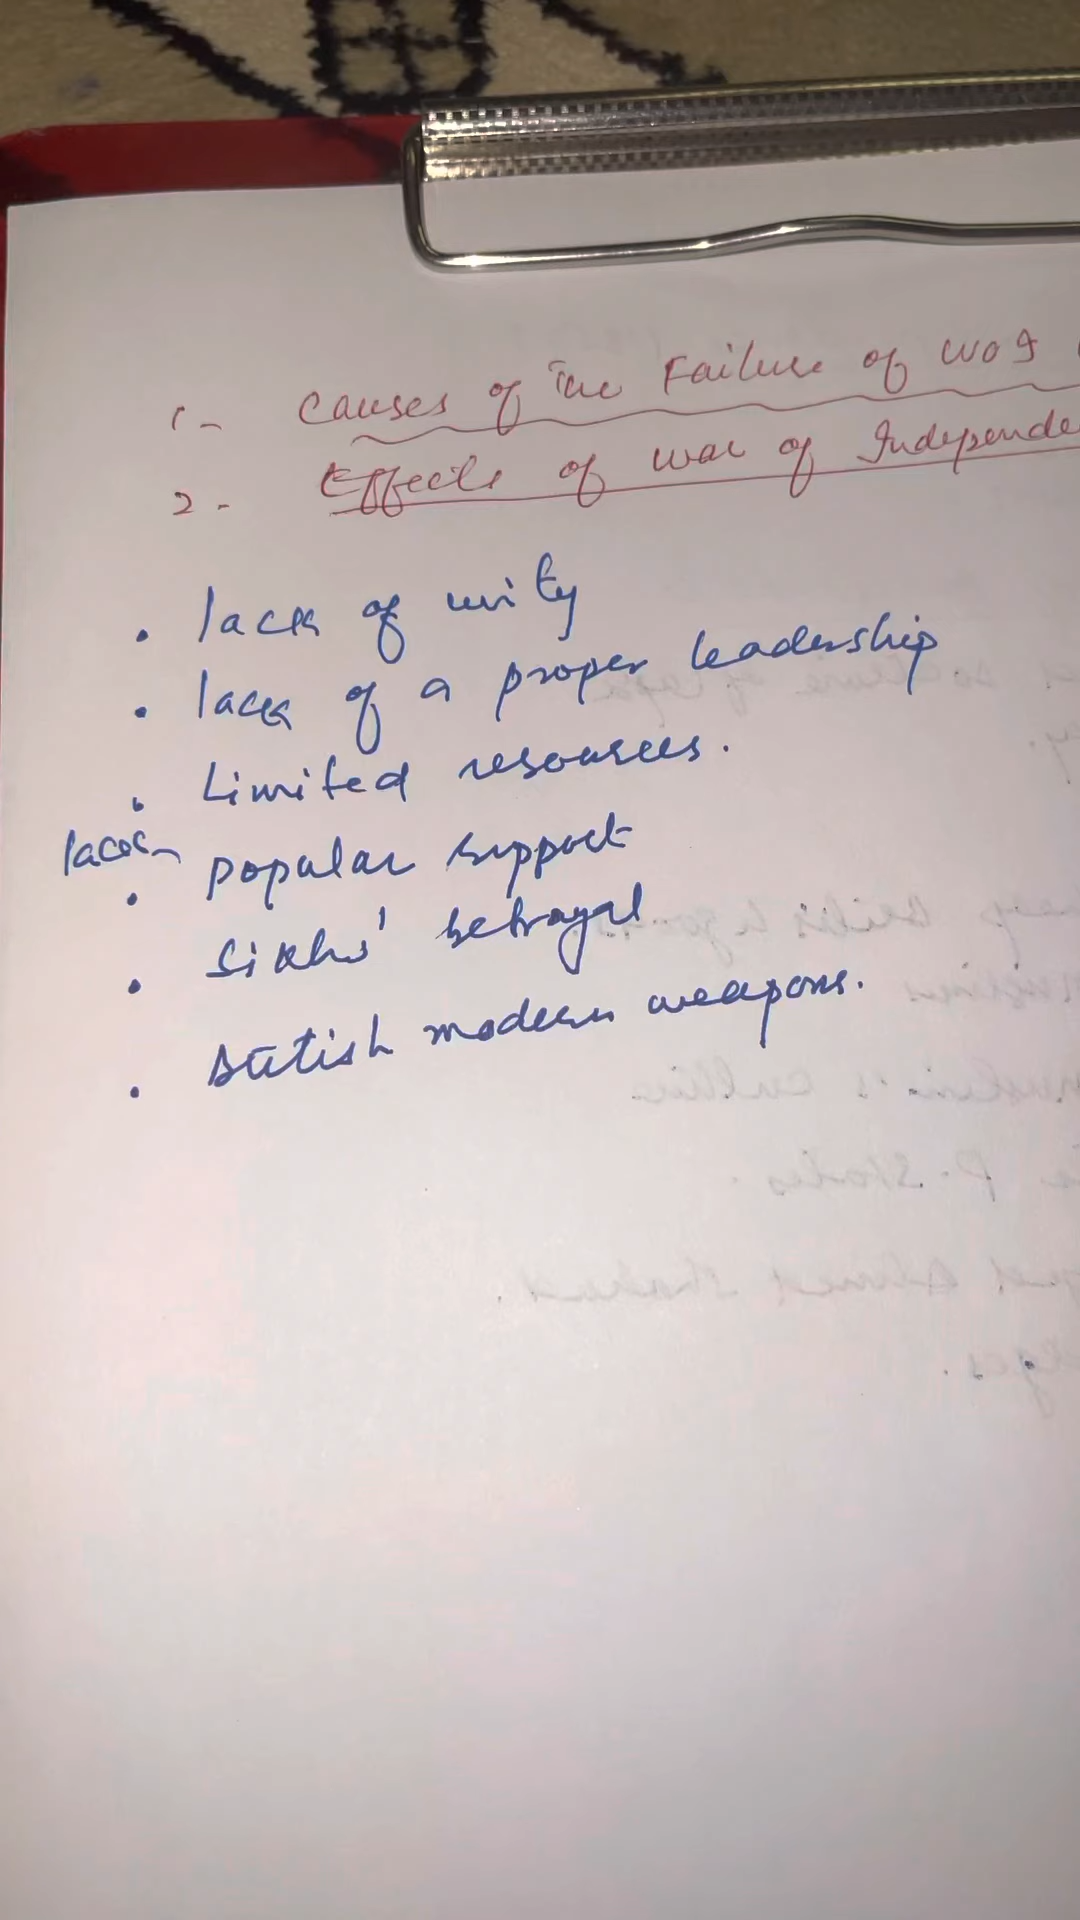 1- Causes of The Failure of WOI
2- Effects of War of Independe
• lack of unity
• lack of a proper leadership
• Limited resources.
lack • popular support
• Sikhs' betrayal
• British modern weapons.